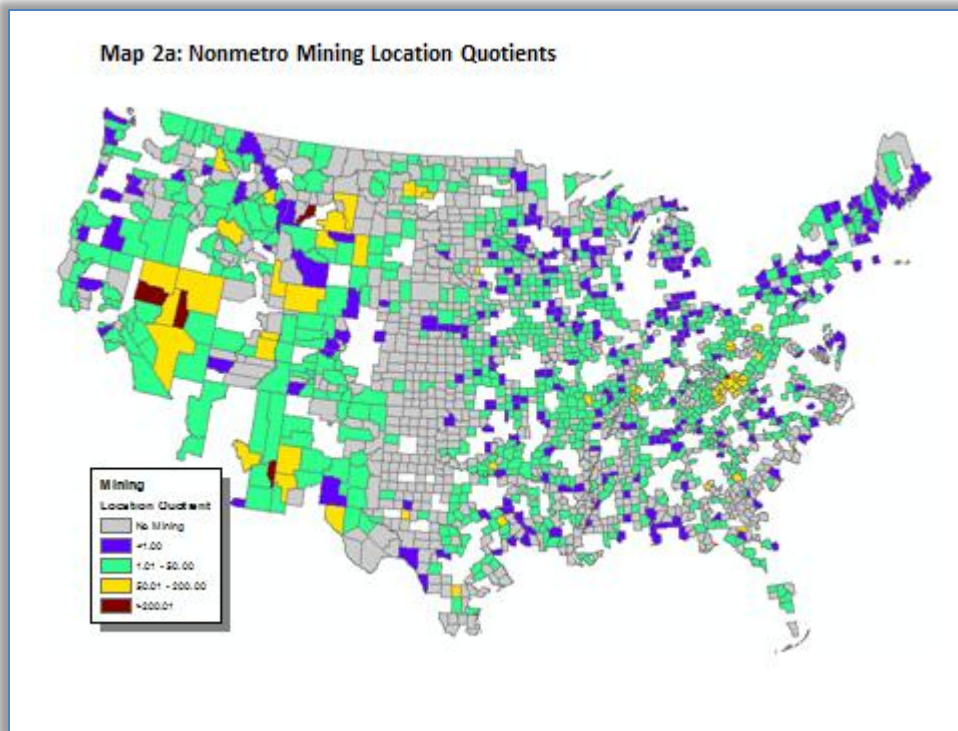 Map 2a: Nonmetro Mining Location Quotients
Mining
Location Quotient
No Mining
<1.00
1.01 - 50.00
50.01 - 200.00
>200.01